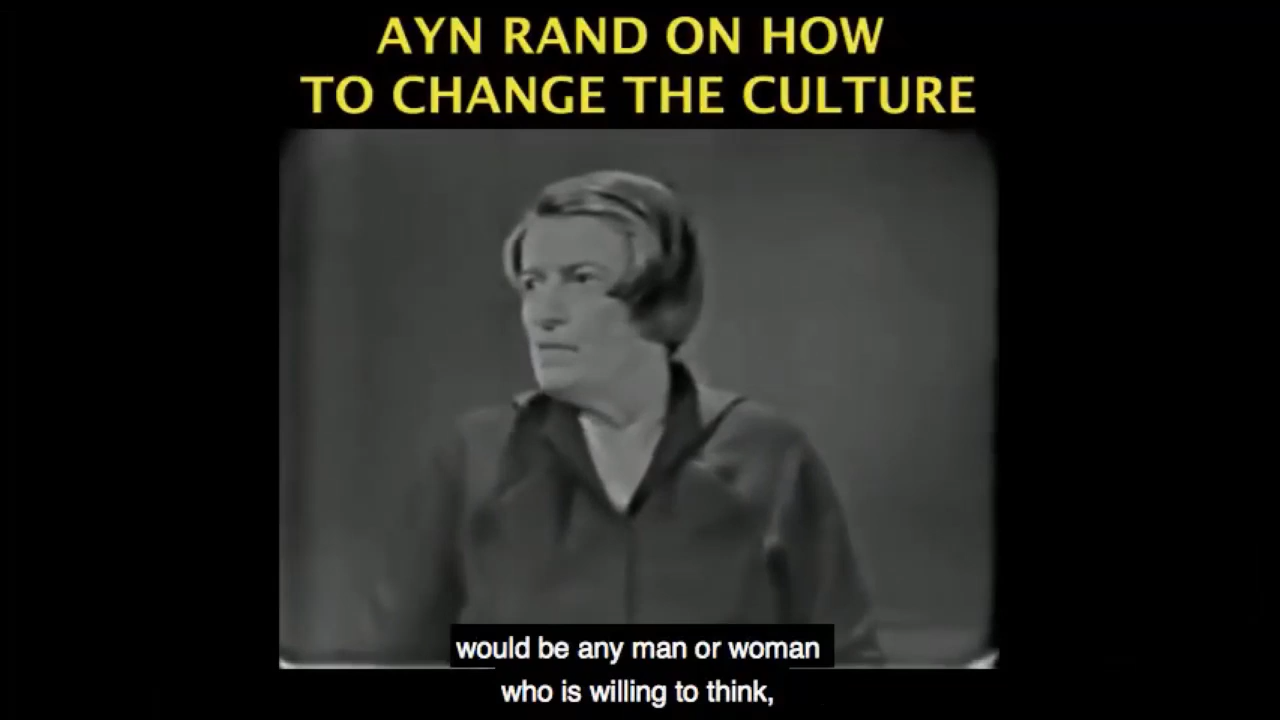 AYN RAND ON HOW
TO CHANGE THE CULTURE
would be any man or woman
who is willing to think,